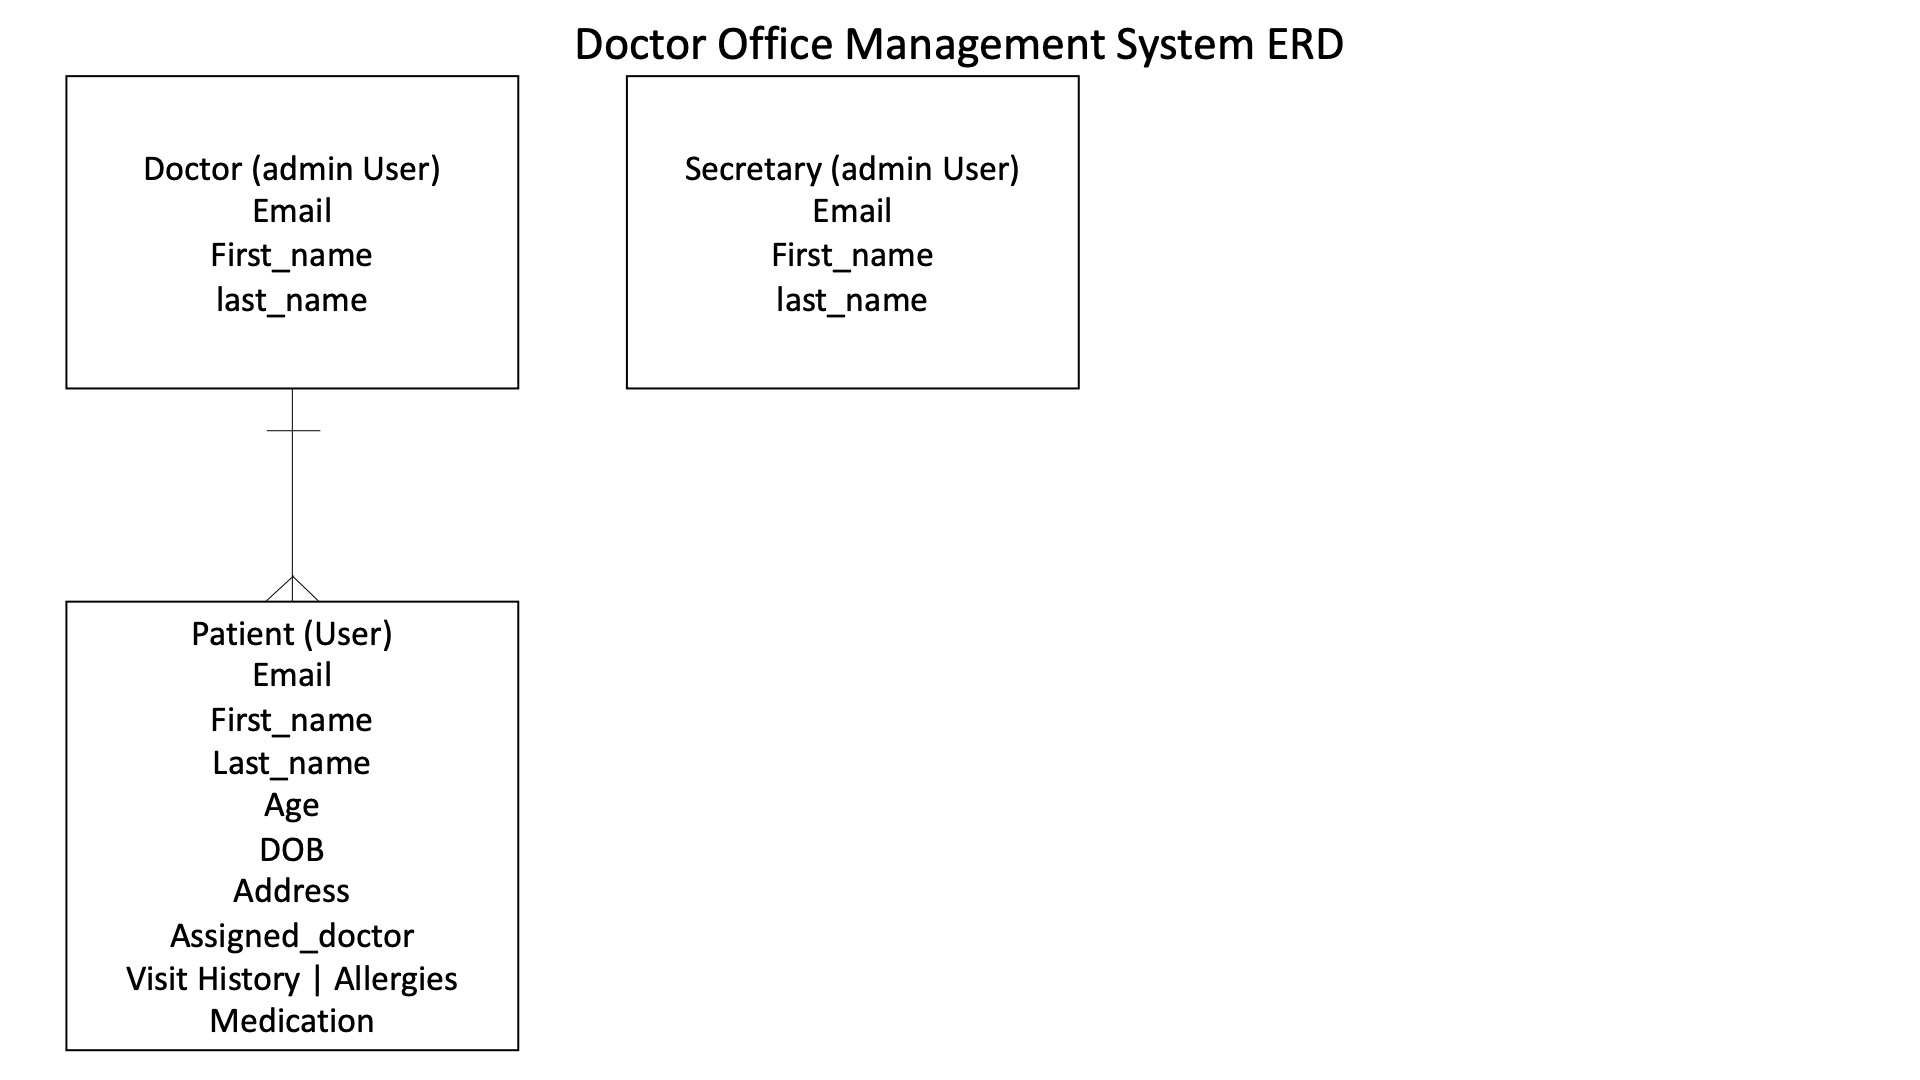 Doctor Office Management System ERD
Doctor (admin User)
Email
First_name
last_name
Secretary (admin User)
Email
First_name
last_name
Patient (User)
Email
First_name
Last_name
Age
DOB
Address
Assigned_doctor
Visit History | Allergies
Medication